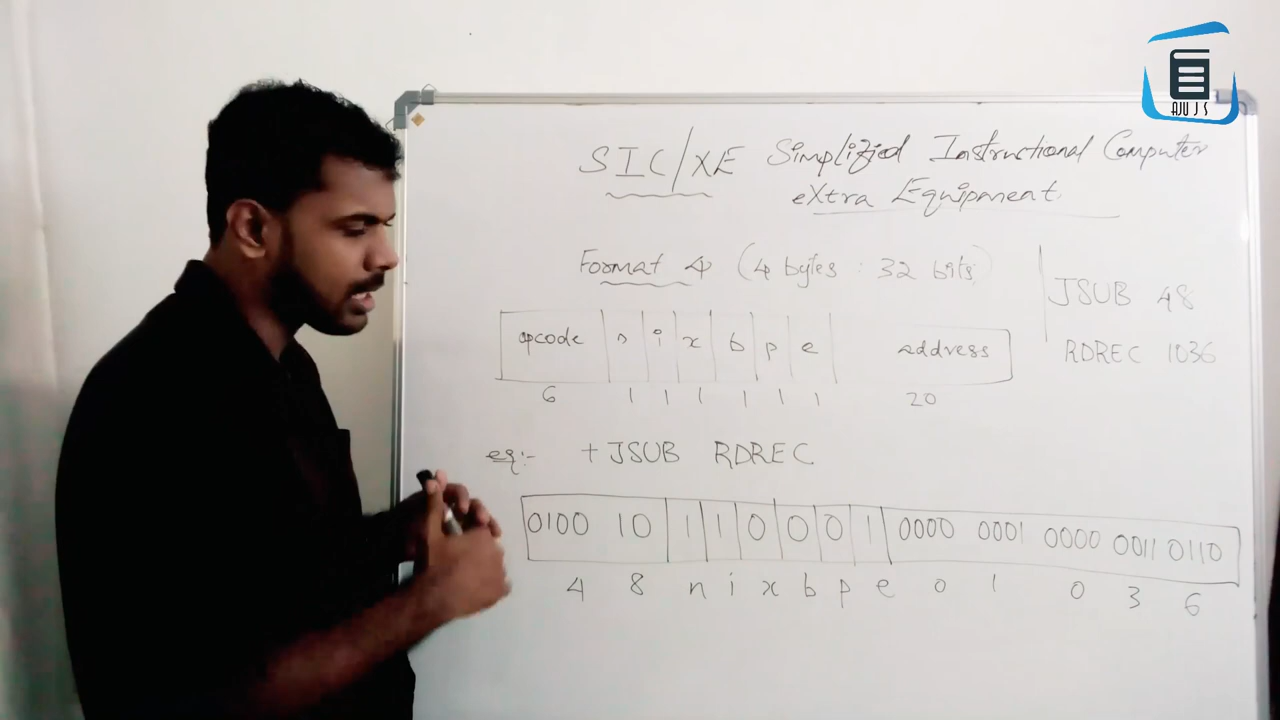 AJU J S
SIC/XE Simplified Instructional Computer
eXtra Equipment
Format 4 (4 bytes : 32 bits)
JSUB 48
RDREC 1036
opcode n i x b p e address
6 1 1 1 1 1 1 20
eg:- +JSUB RDREC
0100 10 1 1 0 0 0 1 0000 0001 0000 0011 0110
4 8 n i x b p e 0 1 0 3 6